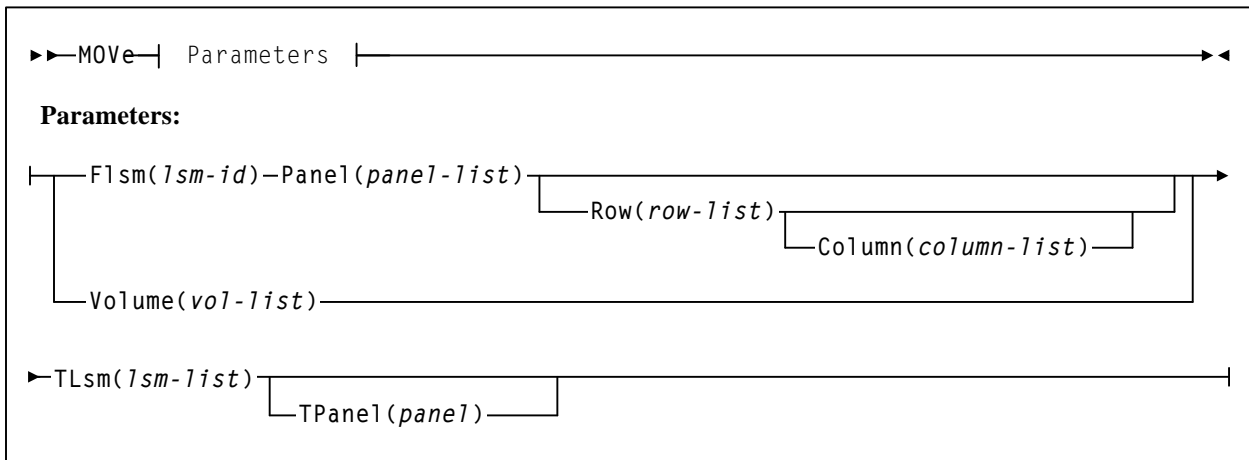 MOVe Parameters
Parameters:
Flsm(lsm-id) Panel(panel-list)
Row(row-list)
Column(column-list)
Volume(vol-list)
TLsm(lsm-list)
TPanel(panel)